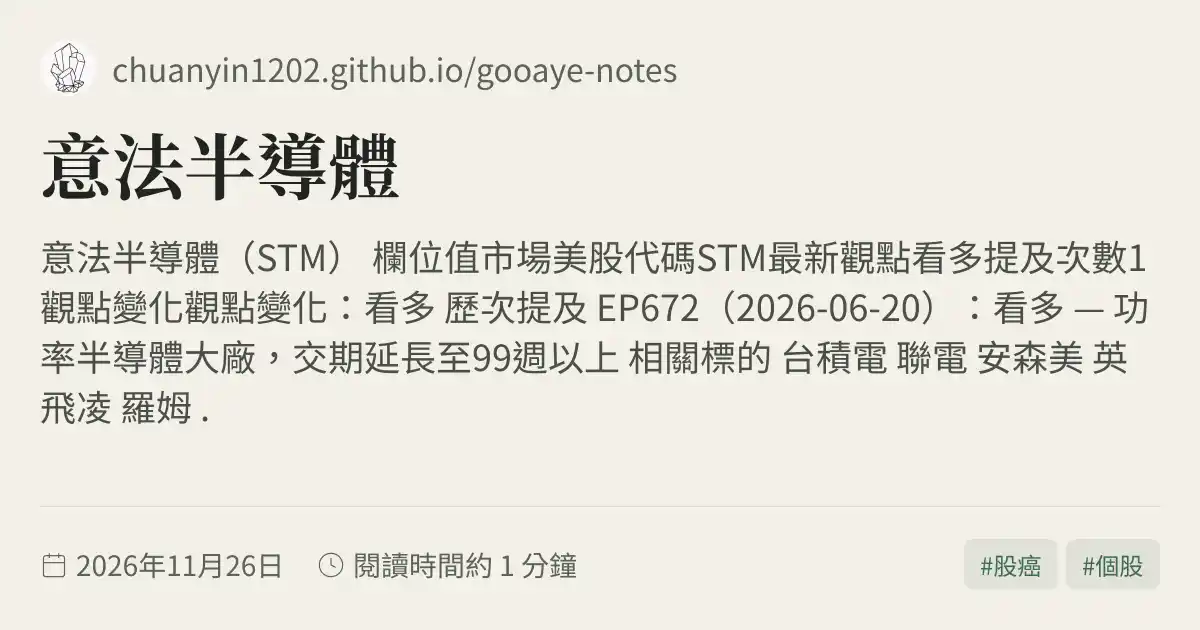 chuanyin1202.github.io/gooaye-notes
意法半導體
意法半導體（STM） 欄位值市場美股代碼STM最新觀點看多提及次數1
觀點變化觀點變化：看多 歷次提及 EP672（2026-06-20）：看多 — 功
率半導體大廠，交期延長至99週以上 相關標的 台積電 聯電 安森美 英
飛凌 羅姆 .
2026年11月26日 閱讀時間約 1 分鐘 #股癌 #個股